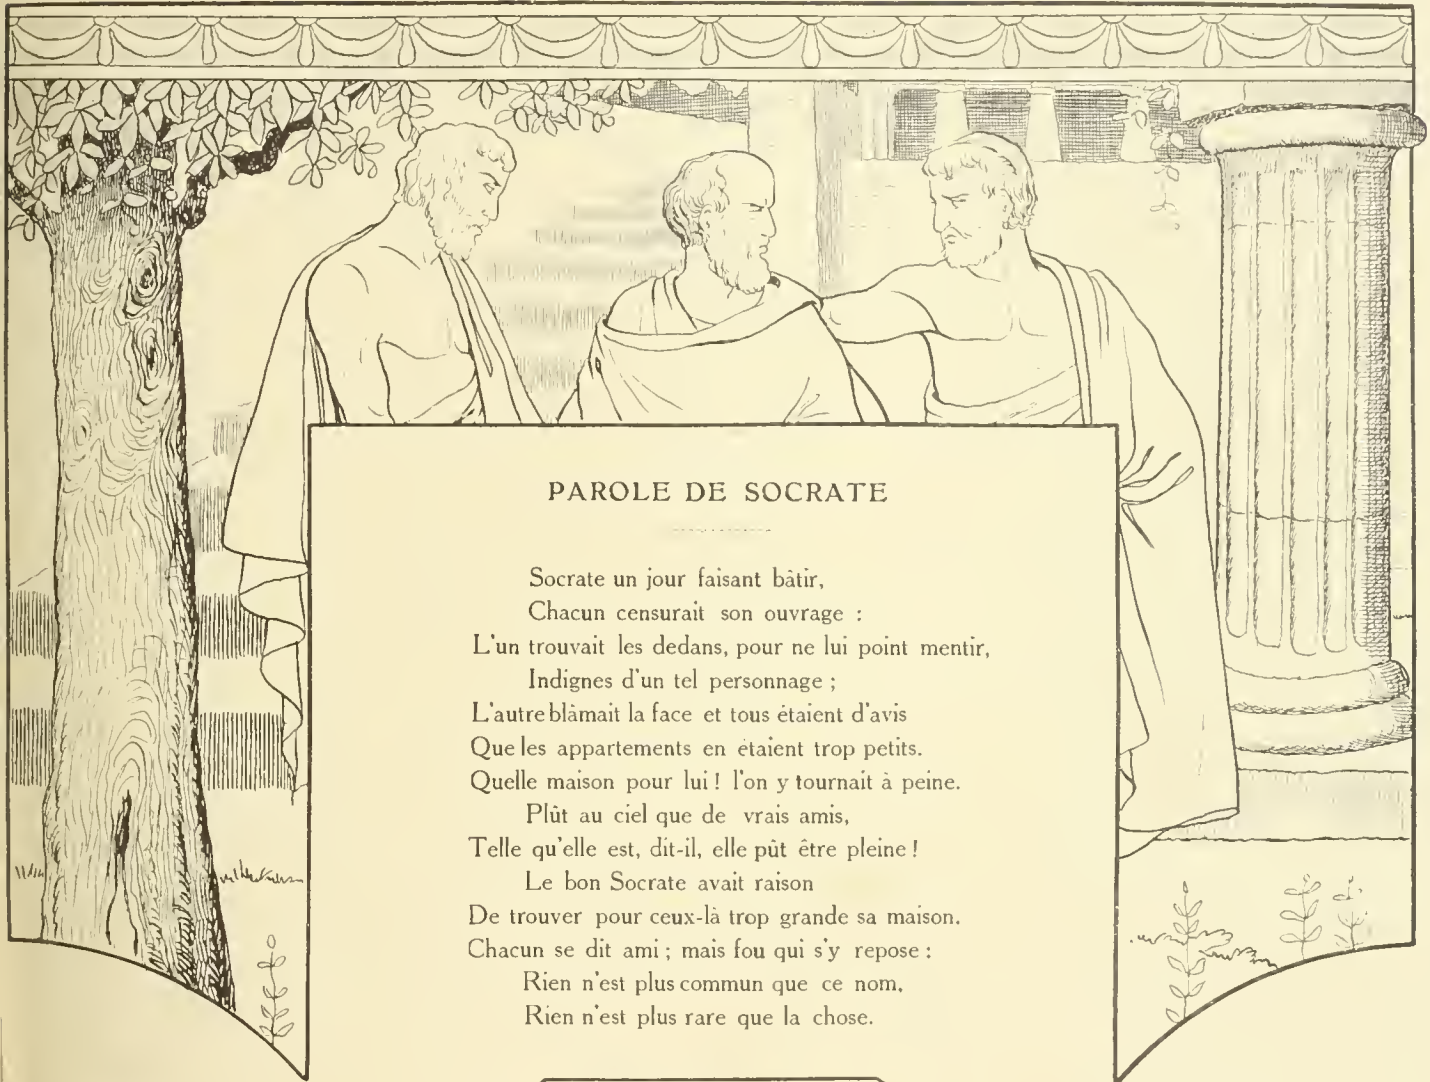 PAROLE DE SOCRATE
Socrate un jour faisant bâtir,
Chacun censurait son ouvrage :
L'un trouvait les dedans, pour ne lui point mentir,
Indignes d'un tel personnage ;
L'autre blâmait la face et tous étaient d'avis
Que les appartements en étaient trop petits.
Quelle maison pour lui ! l'on y tournait à peine.
Plût au ciel que de vrais amis,
Telle qu'elle est, dit-il, elle pût être pleine !
Le bon Socrate avait raison
De trouver pour ceux-là trop grande sa maison.
Chacun se dit ami ; mais fou qui s'y repose :
Rien n'est plus commun que ce nom,
Rien n'est plus rare que la chose.